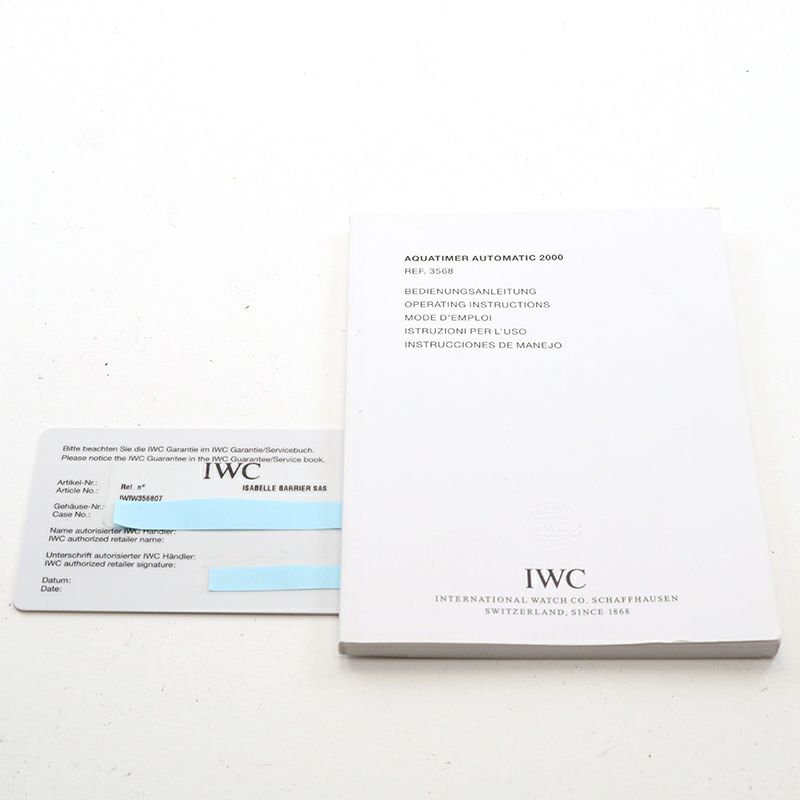 AQUATIMER AUTOMATIC 2000
REF. 3568
BEDIENUNGSANLEITUNG
OPERATING INSTRUCTIONS
MODE D'EMPLOI
ISTRUZIONI PER L'USO
INSTRUCCIONES DE MANEJO
IWC
INTERNATIONAL WATCH CO. SCHAFFHAUSEN
SWITZERLAND, SINCE 1868
Bitte beachten Sie die IWC Garantie im IWC Garantie/Servicebuch.
Please notice the IWC Guarantee in the IWC Guarantee/Service book.
IWC
Artikel-Nr.:
Article No.:
Ref. n°
ISABELLE BARRIER SAS
IWIW356807
Gehäuse-Nr.:
Case No.:
Name autorisierter IWC Händler:
IWC authorized retailer name:
Unterschrift autorisierter IWC Händler:
IWC authorized retailer signature:
Datum:
Date: